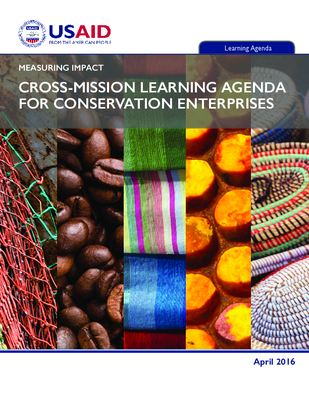 USAID
FROM THE AMERICAN PEOPLE
Learning Agenda
MEASURING IMPACT
CROSS-MISSION LEARNING AGENDA
FOR CONSERVATION ENTERPRISES
April 2016